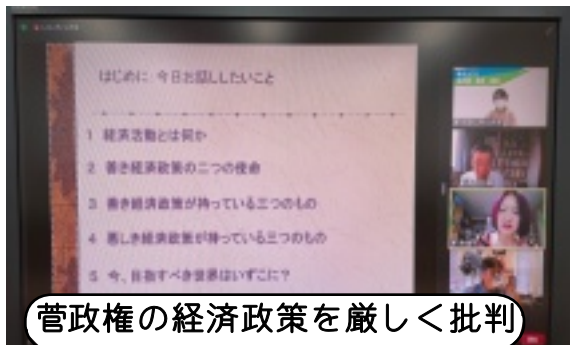 はじめに 今日お話ししたいこと
1 経済活動とは何か
2 善き経済政策の二つの使命
3 善き経済政策が持っている三つのもの
4 悪しき経済政策が持っている三つのもの
5 今、目指すべき世界はいずこに？
菅政権の経済政策を厳しく批判